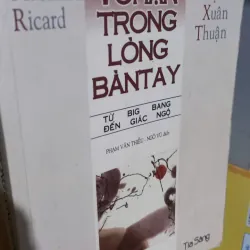 Ricard
Xuân
Thuận
TRONG
LÒNG
BÀN TAY
TỪ BIG BANG
ĐẾN GIÁC NGỘ
PHẠM VĂN THIỀU - NGÔ VŨ dịch
Tia Sáng